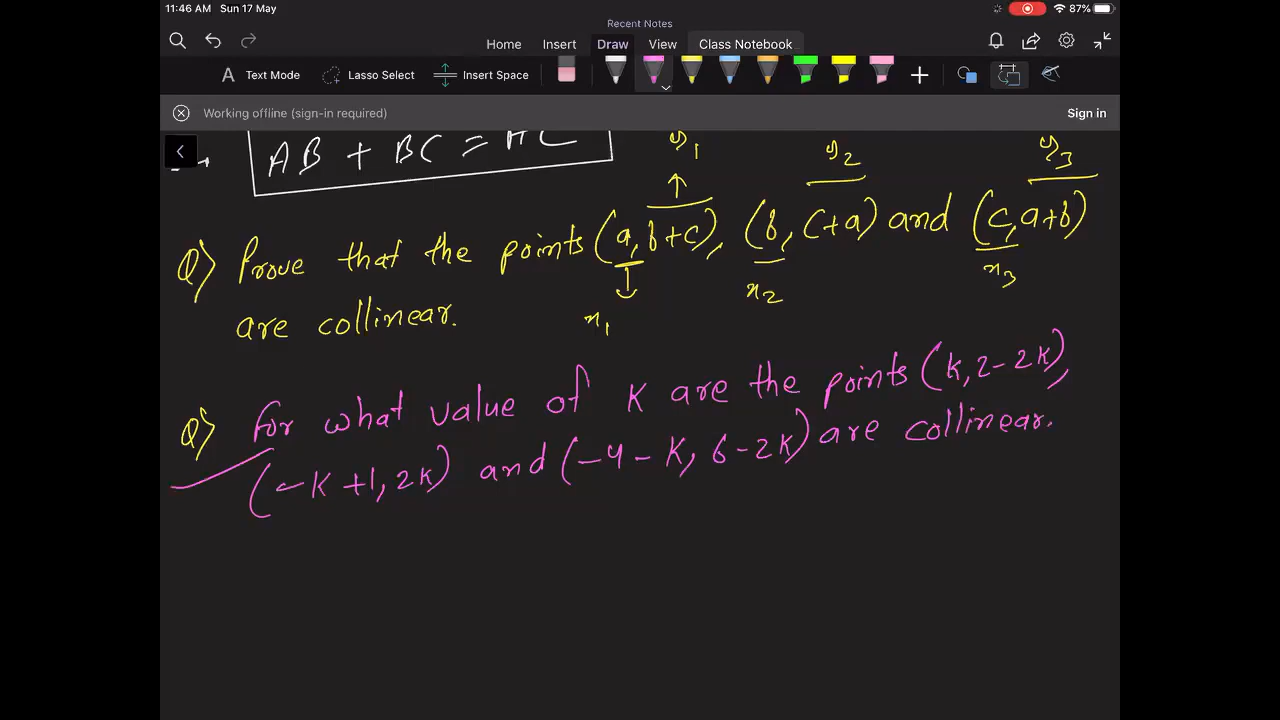 11:46 AM Sun 17 May
87%
Recent Notes
Home Insert Draw View Class Notebook
Text Mode Lasso Select Insert Space
Working offline (sign-in required) Sign in
AB + BC = AC
y1 y2 y3
Q) Prove that the points (a, b+c), (b, c+a) and (c, a+b)
x1 x2 x3
are collinear.
Q) For what value of K are the points (k, 2-2k),
(-k+1, 2k) and (-4-k, 6-2k) are collinear.